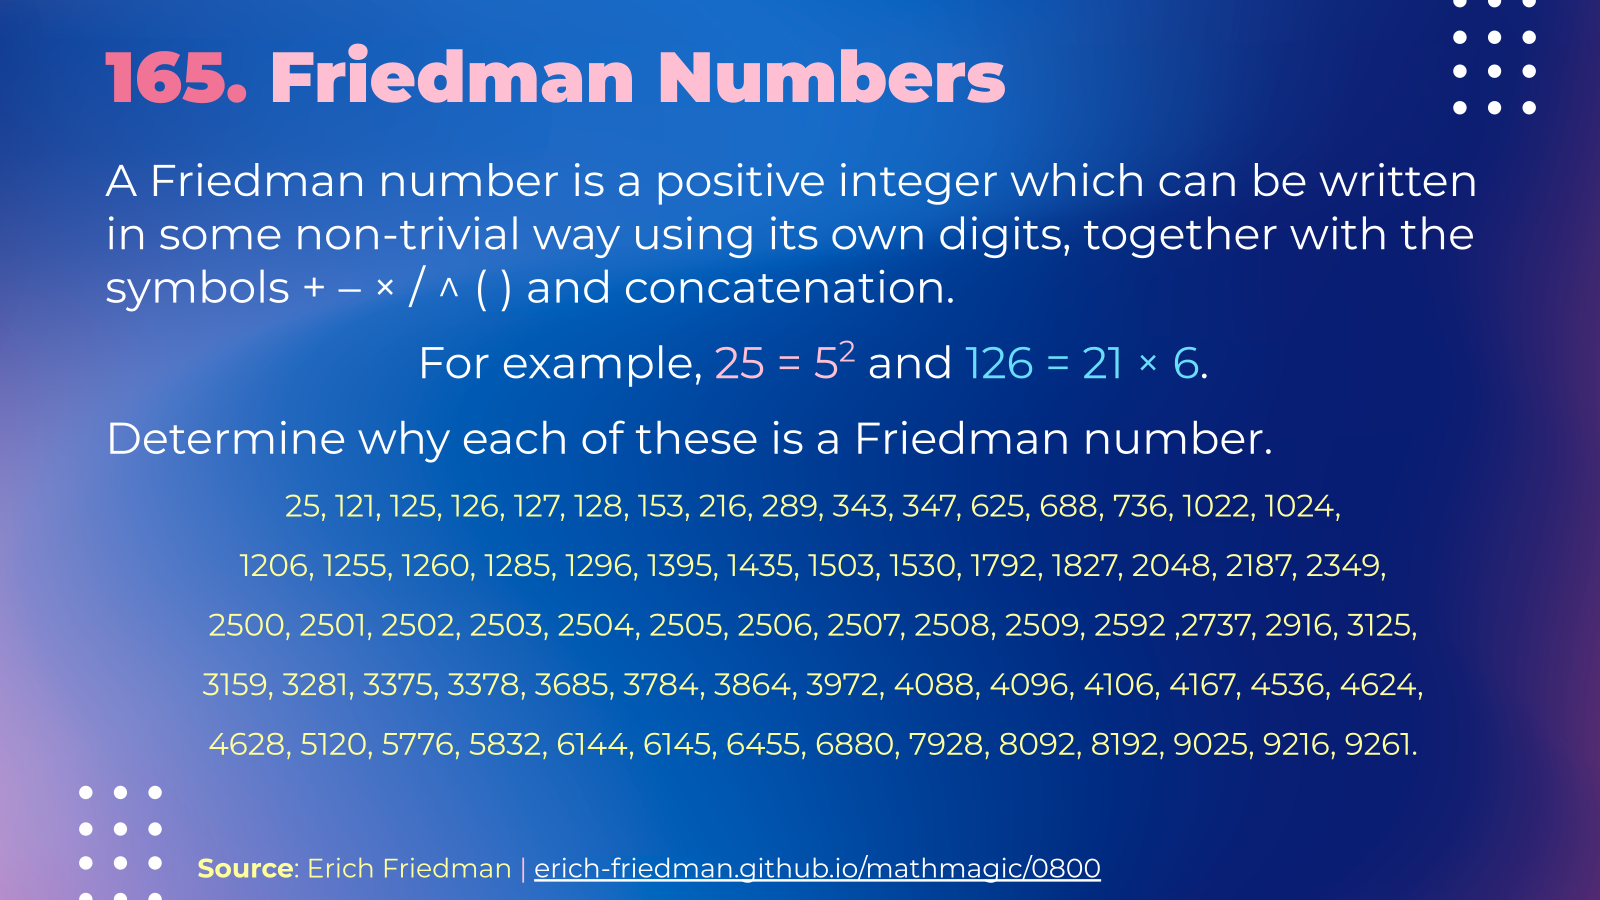 165. Friedman Numbers
A Friedman number is a positive integer which can be written
in some non-trivial way using its own digits, together with the
symbols + – × / ^ ( ) and concatenation.
For example, 25 = 5² and 126 = 21 × 6.
Determine why each of these is a Friedman number.
25, 121, 125, 126, 127, 128, 153, 216, 289, 343, 347, 625, 688, 736, 1022, 1024,
1206, 1255, 1260, 1285, 1296, 1395, 1435, 1503, 1530, 1792, 1827, 2048, 2187, 2349,
2500, 2501, 2502, 2503, 2504, 2505, 2506, 2507, 2508, 2509, 2592 ,2737, 2916, 3125,
3159, 3281, 3375, 3378, 3685, 3784, 3864, 3972, 4088, 4096, 4106, 4167, 4536, 4624,
4628, 5120, 5776, 5832, 6144, 6145, 6455, 6880, 7928, 8092, 8192, 9025, 9216, 9261.
Source: Erich Friedman | erich-friedman.github.io/mathmagic/0800